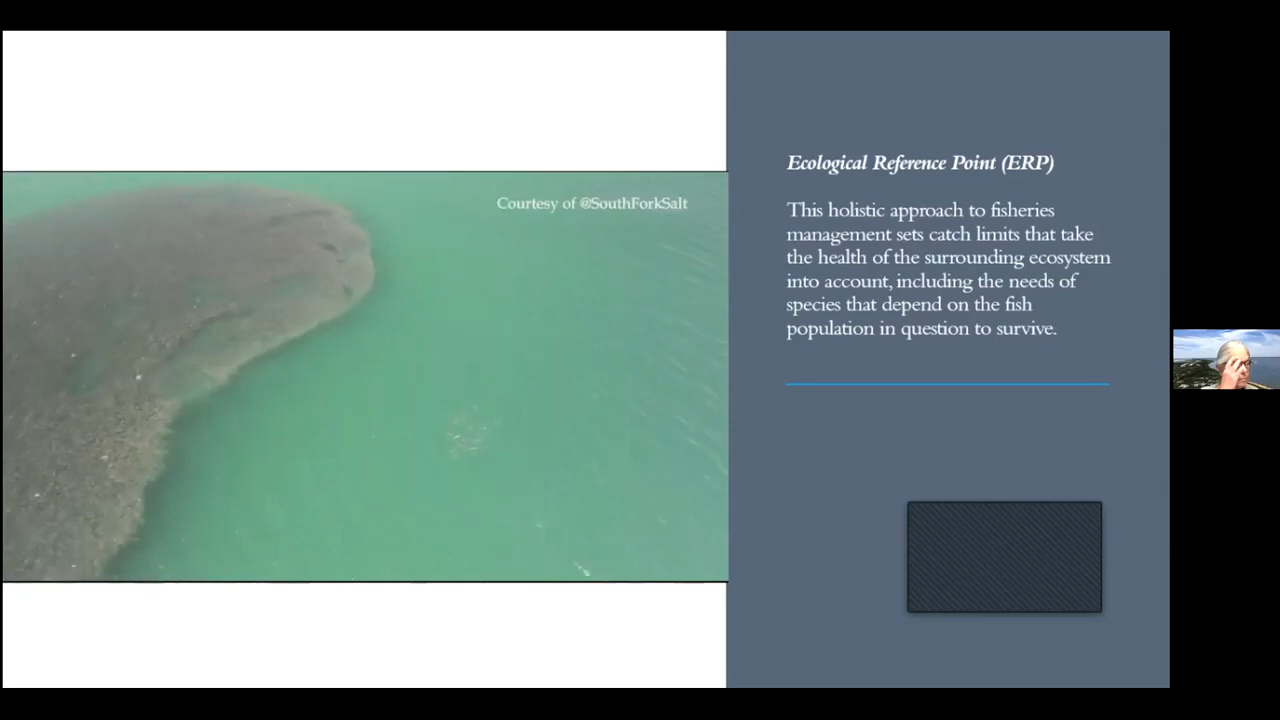 Courtesy of @SouthForkSalt
Ecological Reference Point (ERP)
This holistic approach to fisheries
management sets catch limits that take
the health of the surrounding ecosystem
into account, including the needs of
species that depend on the fish
population in question to survive.